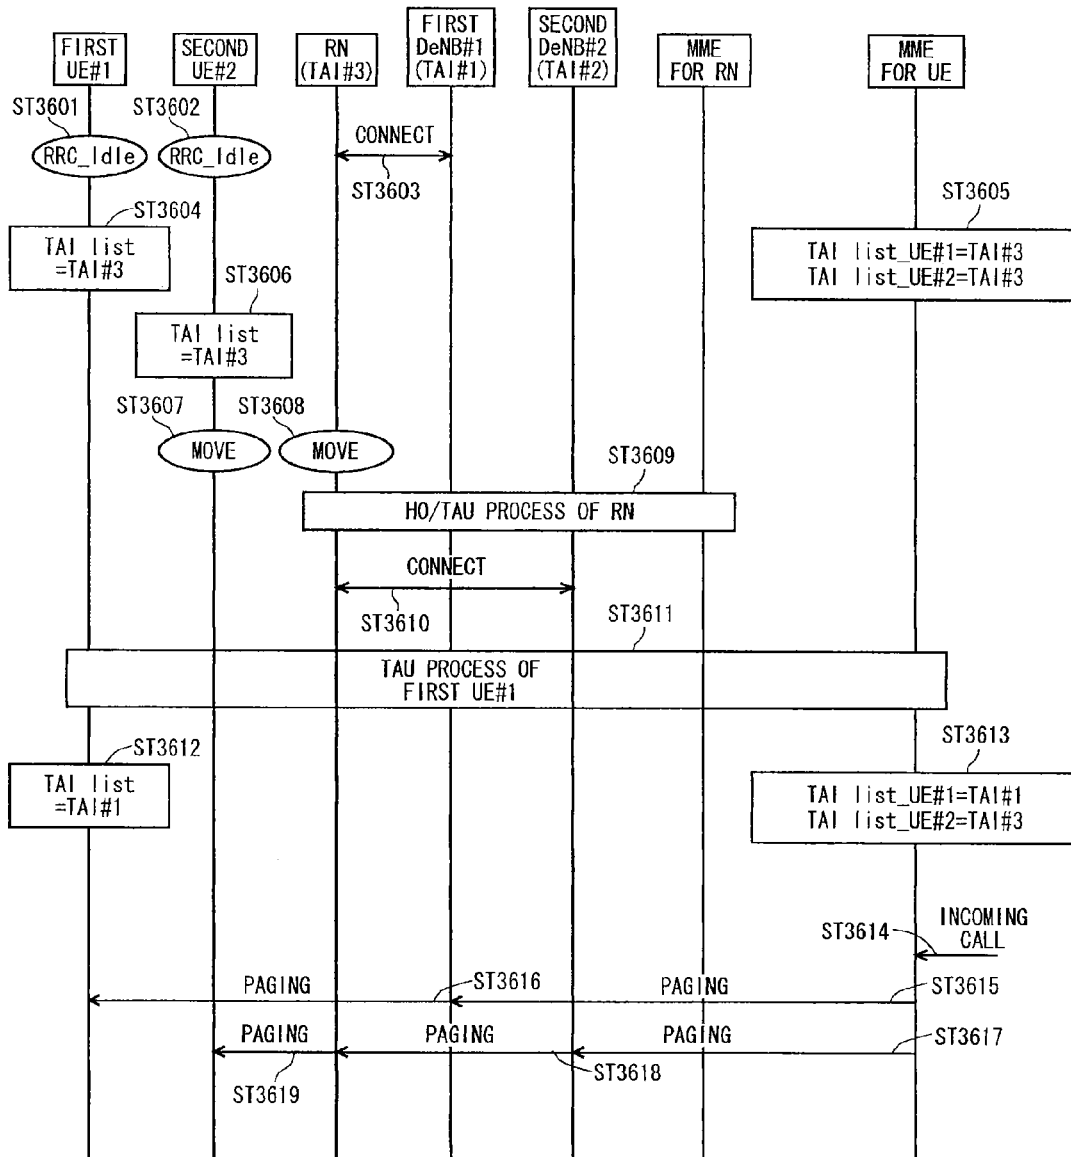 FIRST
UE#1
SECOND
UE#2
RN
(TAI#3)
FIRST
DeNB#1
(TAI#1)
SECOND
DeNB#2
(TAI#2)
MME
FOR RN
MME
FOR UE
ST3601
ST3602
RRC_Idle
RRC_Idle
CONNECT
ST3603
ST3604
ST3605
TAI list
=TAI#3
TAI list_UE#1=TAI#3
TAI list_UE#2=TAI#3
ST3606
TAI list
=TAI#3
ST3607
ST3608
MOVE
MOVE
ST3609
HO/TAU PROCESS OF RN
CONNECT
ST3610
ST3611
TAU PROCESS OF
FIRST UE#1
ST3612
ST3613
TAI list
=TAI#1
TAI list_UE#1=TAI#1
TAI list_UE#2=TAI#3
ST3614
INCOMING
CALL
PAGING
ST3616
PAGING
ST3615
PAGING
PAGING
PAGING
ST3617
ST3618
ST3619